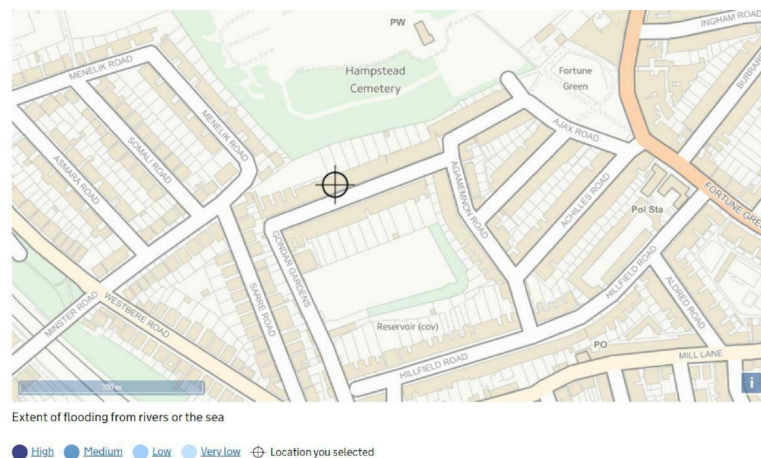 PW
INGHAM ROAD
Hampstead
Cemetery
Fortune
Green
MENELIK ROAD
MENELIK ROAD
BURRARD
AJAX ROAD
SOMALI ROAD
ASMARA ROAD
AGAMEMNON ROAD
ACHILLES ROAD
Pol Sta
FORTUNE GREEN
GONDAR GARDENS
SARRE ROAD
HILLFIELD ROAD
ALDRED ROAD
MINSTER ROAD
WESTBERE ROAD
Reservoir (cov)
PO
HILLFIELD ROAD
MILL LANE
200 m
i
Extent of flooding from rivers or the sea
High Medium Low Very low Location you selected